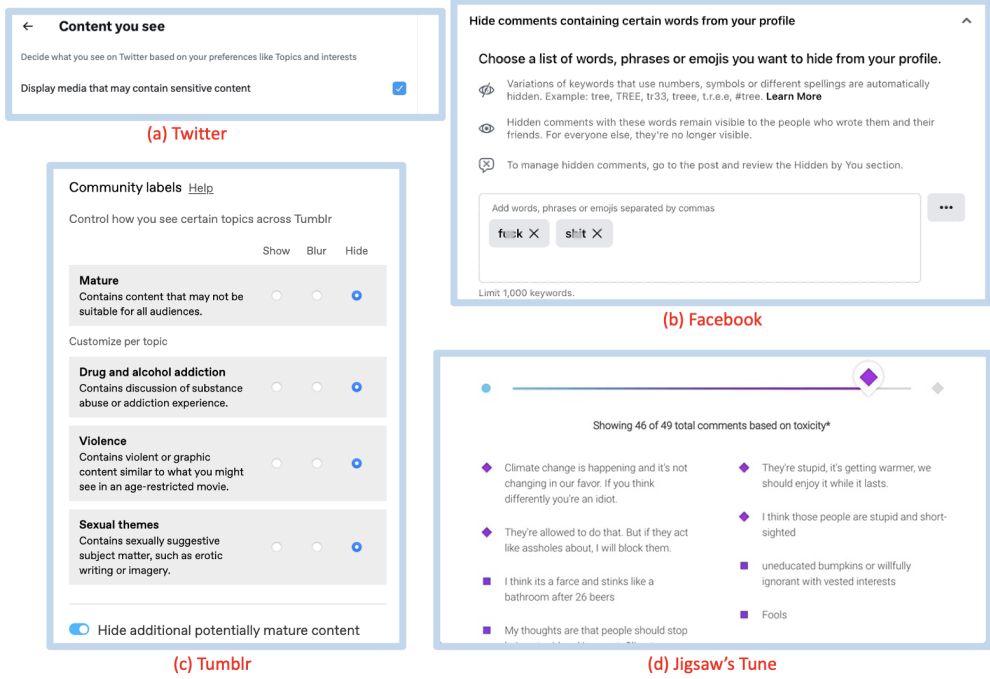 Content you see
Decide what you see on Twitter based on your preferences like Topics and interests
Display media that may contain sensitive content
(a) Twitter
Hide comments containing certain words from your profile
Choose a list of words, phrases or emojis you want to hide from your profile.
Variations of keywords that use numbers, symbols or different spellings are automatically
hidden. Example: tree, TREE, tr33, treee, t.r.e.e, #tree. Learn More
Hidden comments with these words remain visible to the people who wrote them and their
friends. For everyone else, they're no longer visible.
To manage hidden comments, go to the post and review the Hidden by You section.
Add words, phrases or emojis separated by commas
fuck
shit
Limit 1,000 keywords.
(b) Facebook
Community labels Help
Control how you see certain topics across Tumblr
Show Blur Hide
Mature
Contains content that may not be
suitable for all audiences.
Customize per topic
Drug and alcohol addiction
Contains discussion of substance
abuse or addiction experience.
Violence
Contains violent or graphic
content similar to what you might
see in an age-restricted movie.
Sexual themes
Contains sexually suggestive
subject matter, such as erotic
writing or imagery.
Hide additional potentially mature content
(c) Tumblr
Showing 46 of 49 total comments based on toxicity*
Climate change is happening and it's not
changing in our favor. If you think
differently you're an idiot.
They're allowed to do that. But if they act
like assholes about, I will block them.
I think its a farce and stinks like a
bathroom after 26 beers
My thoughts are that people should stop
They're stupid, it's getting warmer, we
should enjoy it while it lasts.
I think those people are stupid and short-
sighted
uneducated bumpkins or willfully
ignorant with vested interests
Fools
(d) Jigsaw's Tune